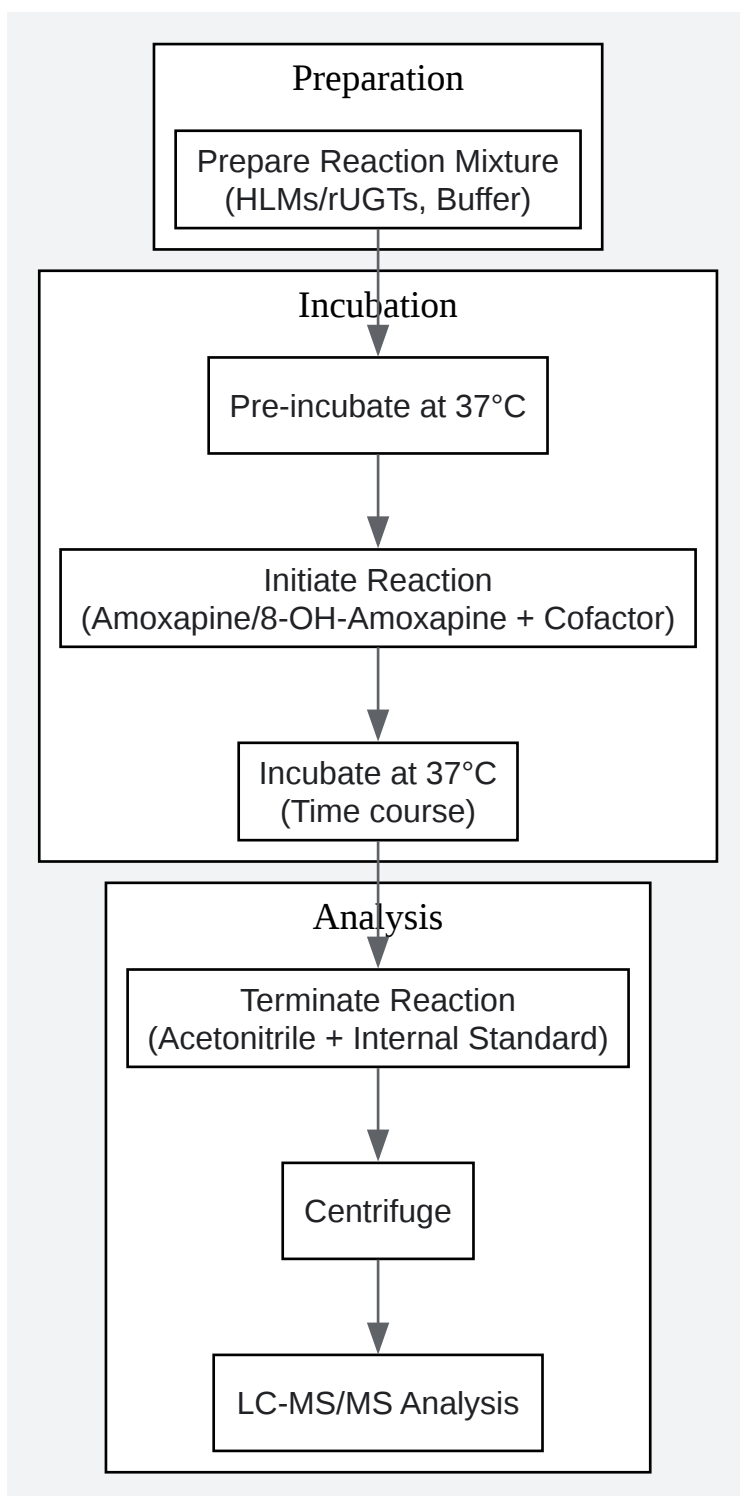 Preparation
Prepare Reaction Mixture
(HLMs/rUGTs, Buffer)
Incubation
Pre-incubate at 37°C
Initiate Reaction
(Amoxapine/8-OH-Amoxapine + Cofactor)
Incubate at 37°C
(Time course)
Analysis
Terminate Reaction
(Acetonitrile + Internal Standard)
Centrifuge
LC-MS/MS Analysis